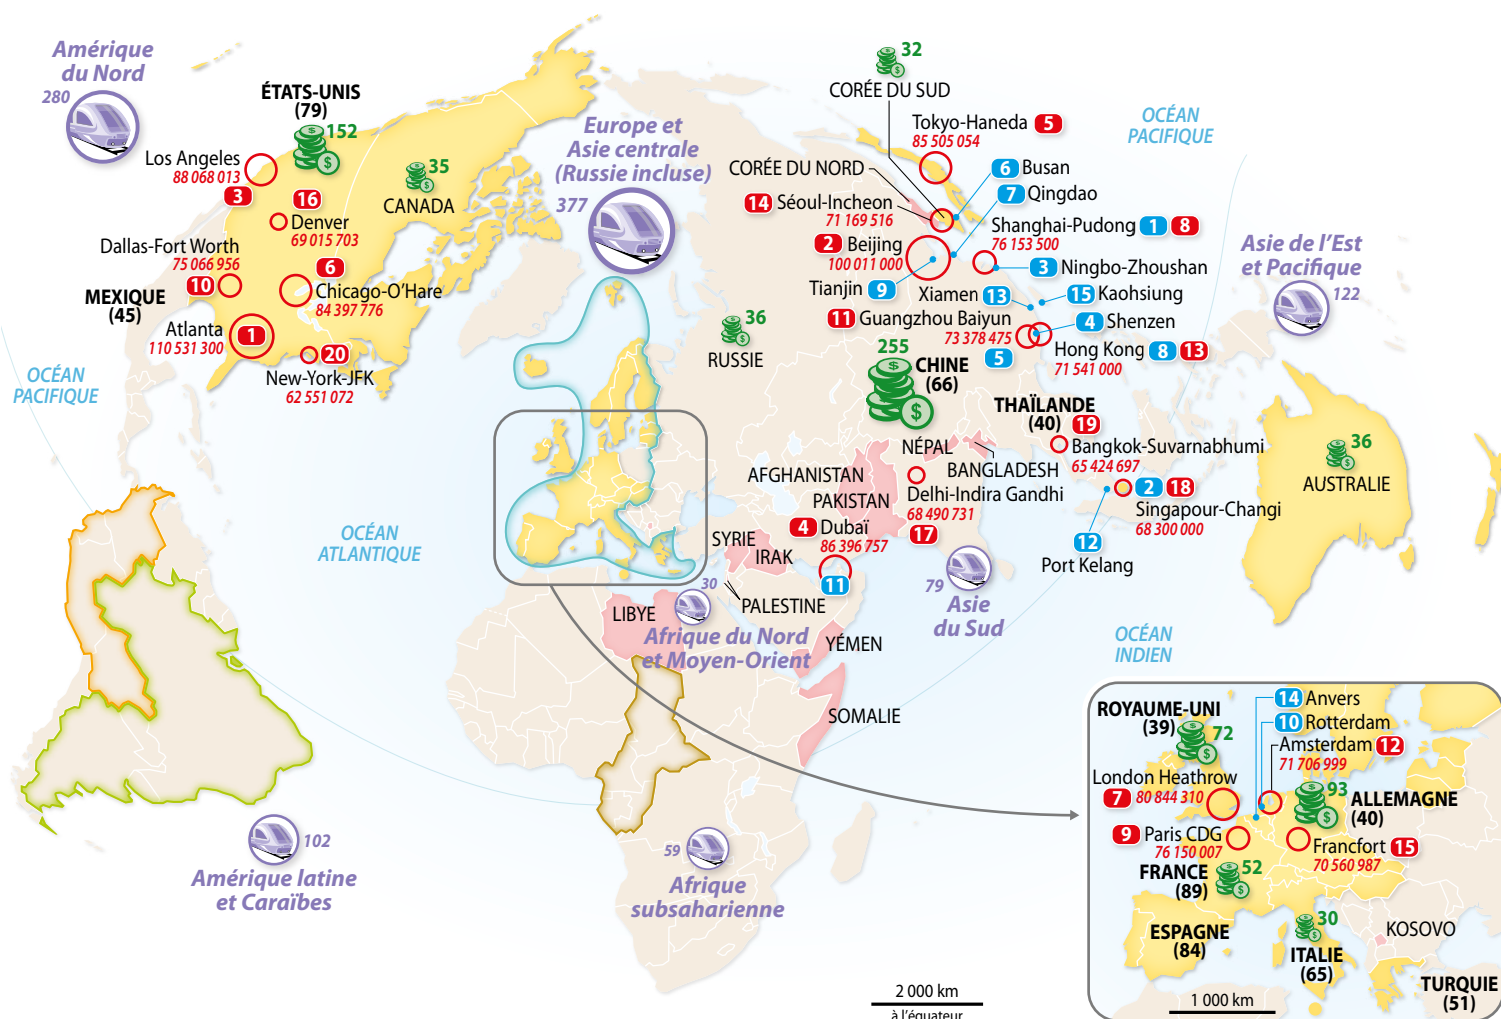 Amérique
du Nord
280
ÉTATS-UNIS
(79)
152
Los Angeles
88 068 013
3
16
Denver
69 015 703
35
CANADA
Dallas-Fort Worth
75 066 956
10
6
Chicago-O'Hare
84 397 776
MEXIQUE
(45)
Atlanta
1
110 531 300
20
New-York-JFK
62 551 072
OCÉAN
PACIFIQUE
Europe et
Asie centrale
(Russie incluse)
377
32
CORÉE DU SUD
Tokyo-Haneda 5
85 505 054
OCÉAN
PACIFIQUE
CORÉE DU NORD
6 Busan
7 Qingdao
14 Séoul-Incheon
71 169 516
Shanghai-Pudong 1 8
76 153 500
2 Beijing
100 011 000
3 Ningbo-Zhoushan
Tianjin 9
Xiamen 13
15 Kaohsiung
11 Guangzhou Baiyun
73 378 475
5
4 Shenzen
Hong Kong 8 13
71 541 000
Asie de l'Est
et Pacifique
122
36
RUSSIE
255
CHINE
(66)
THAÏLANDE
(40)
19
Bangkok-Suvarnabhumi
65 424 697
NÉPAL
BANGLADESH
AFGHANISTAN
PAKISTAN
Delhi-Indira Gandhi
68 490 731
17
2 18
Singapour-Changi
68 300 000
12
Port Kelang
36
AUSTRALIE
4 Dubaï
86 396 757
11
SYRIE
IRAK
PALESTINE
30
LIBYE
Afrique du Nord
et Moyen-Orient
79
Asie
du Sud
YÉMEN
SOMALIE
OCÉAN
ATLANTIQUE
OCÉAN
INDIEN
102
Amérique latine
et Caraïbes
59
Afrique
subsaharienne
2 000 km
à l'équateur
ROYAUME-UNI
(39)
72
14 Anvers
10 Rotterdam
Amsterdam 12
71 706 999
London Heathrow
7 80 844 310
93
ALLEMAGNE
(40)
9 Paris CDG
76 150 007
Francfort 15
70 560 987
FRANCE
(89)
52
ESPAGNE
(84)
30
ITALIE
(65)
KOSOVO
TURQUIE
(51)
1 000 km